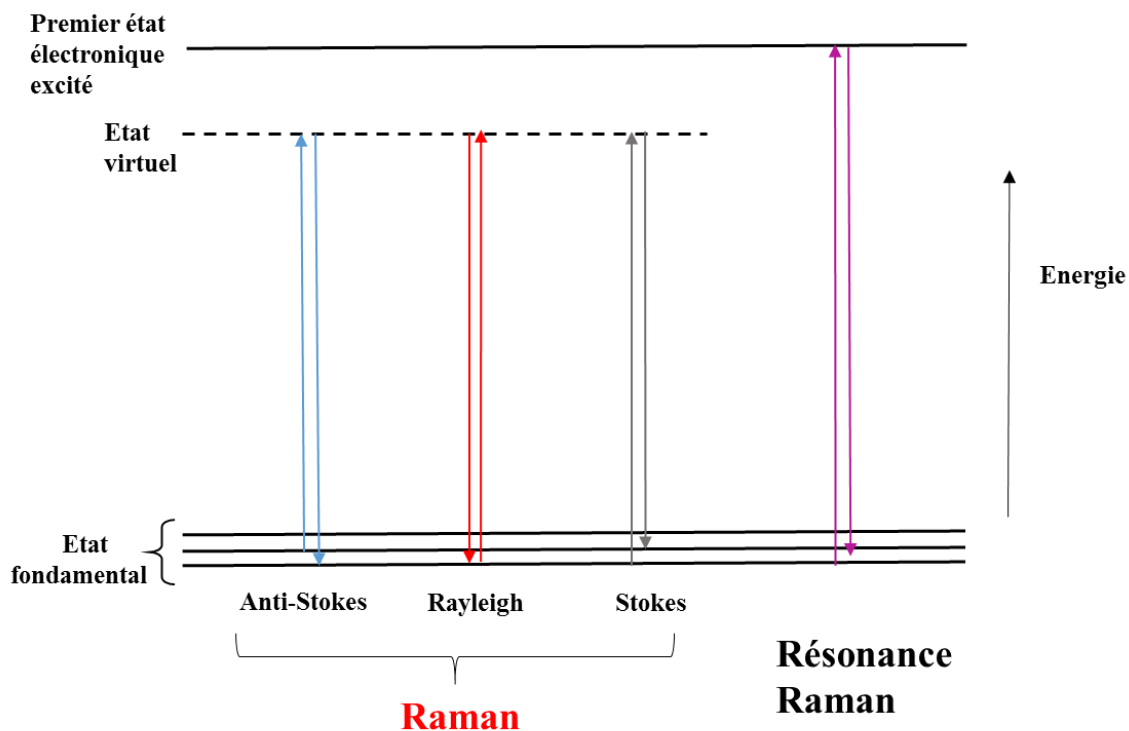 Premier état
électronique
excité
Etat
virtuel
Energie
Etat
fondamental
Anti-Stokes
Rayleigh
Stokes
Résonance
Raman
Raman